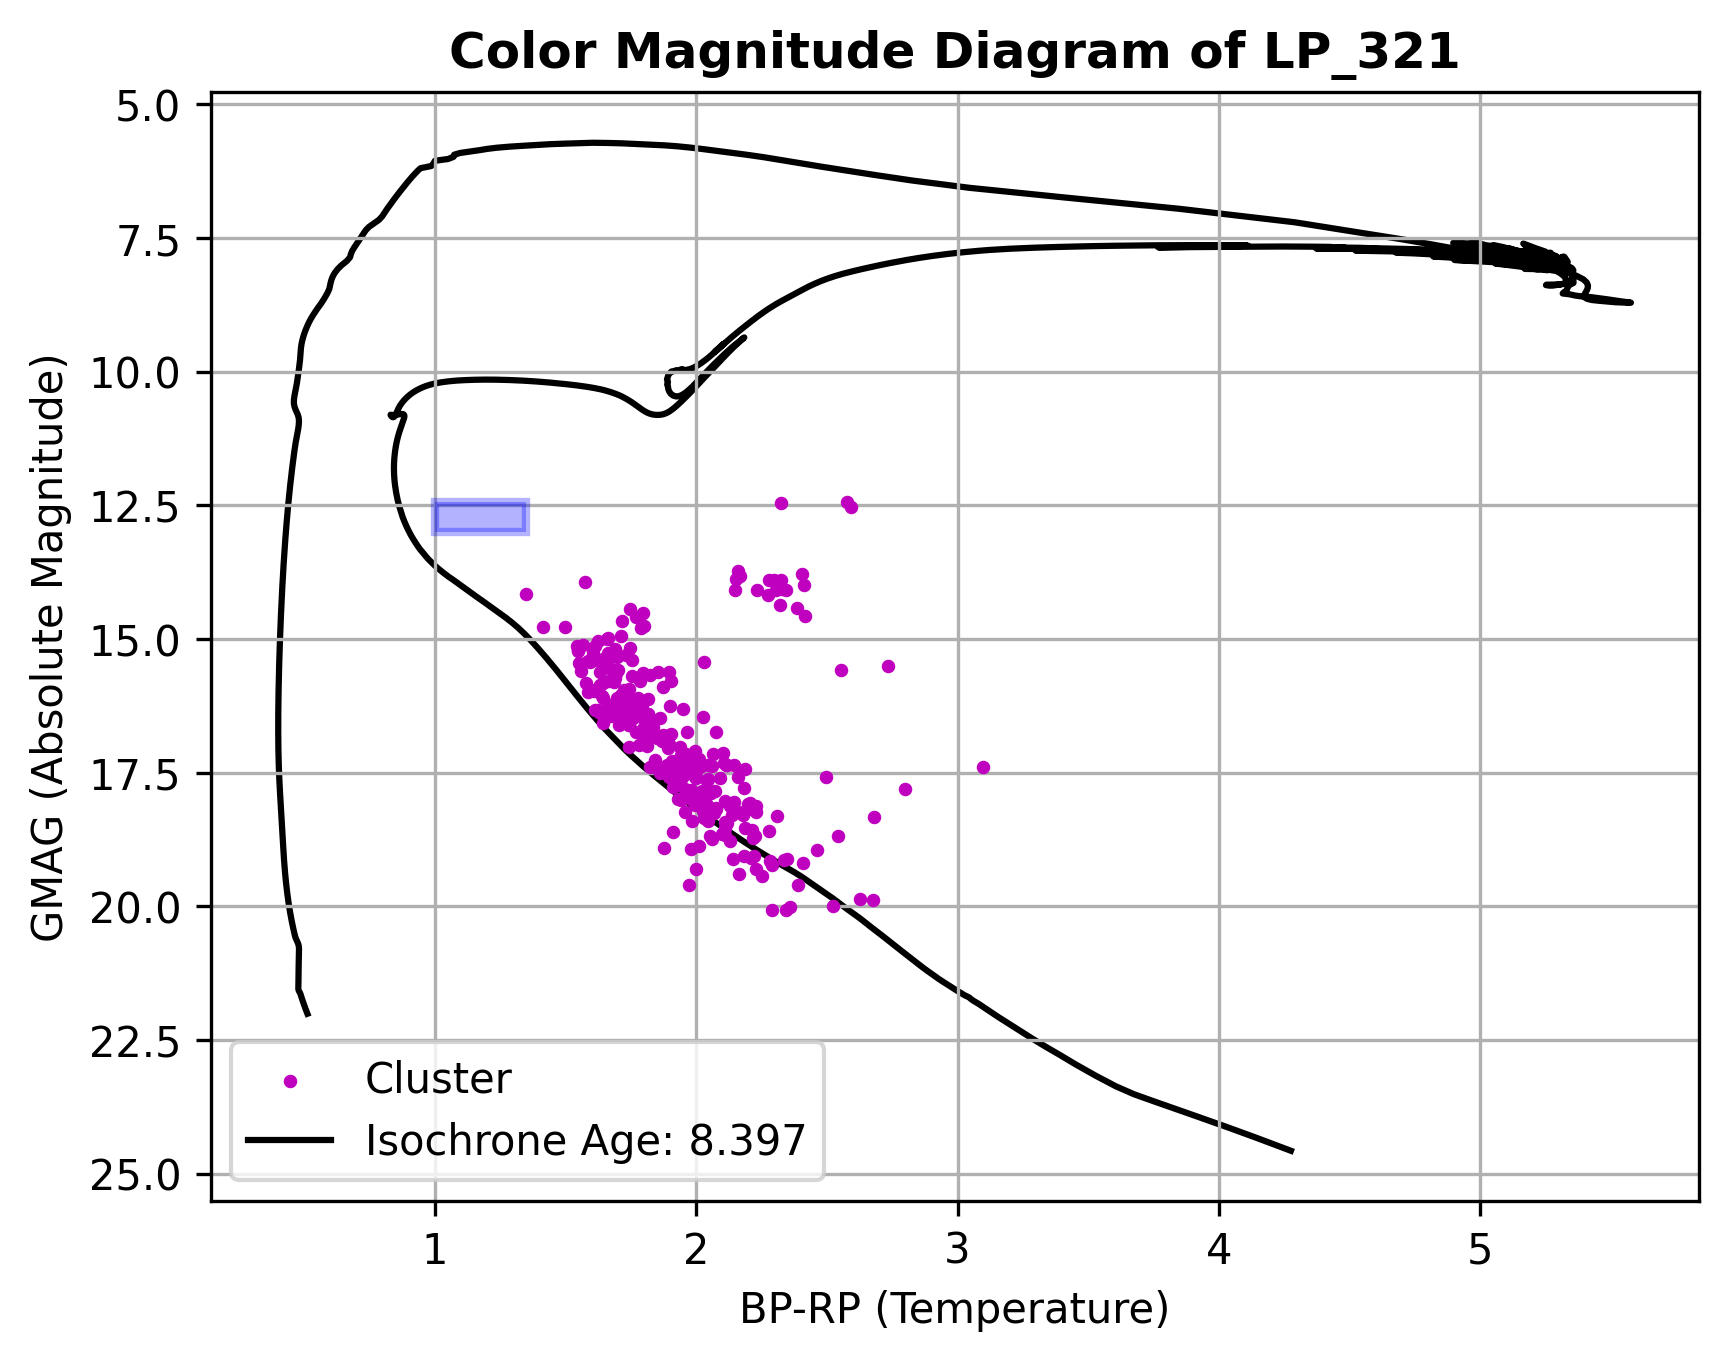 Color Magnitude Diagram of LP_321
GMAG (Absolute Magnitude)
5.0
7.5
10.0
12.5
15.0
17.5
20.0
22.5
25.0
Cluster
Isochrone Age: 8.397
1 2 3 4 5
BP-RP (Temperature)